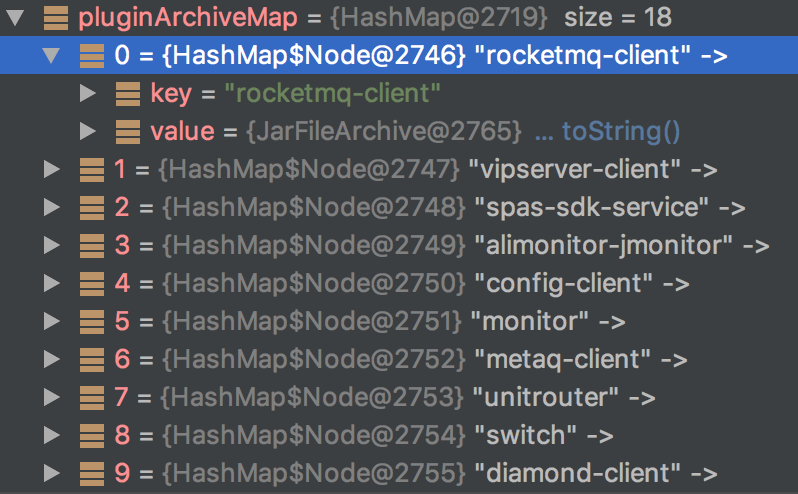 pluginArchiveMap = {HashMap@2719} size = 18
0 = {HashMap$Node@2746} "rocketmq-client" ->
key = "rocketmq-client"
value = {JarFileArchive@2765} ... toString()
1 = {HashMap$Node@2747} "vipserver-client" ->
2 = {HashMap$Node@2748} "spas-sdk-service" ->
3 = {HashMap$Node@2749} "alimonitor-jmonitor" ->
4 = {HashMap$Node@2750} "config-client" ->
5 = {HashMap$Node@2751} "monitor" ->
6 = {HashMap$Node@2752} "metaq-client" ->
7 = {HashMap$Node@2753} "unitrouter" ->
8 = {HashMap$Node@2754} "switch" ->
9 = {HashMap$Node@2755} "diamond-client" ->